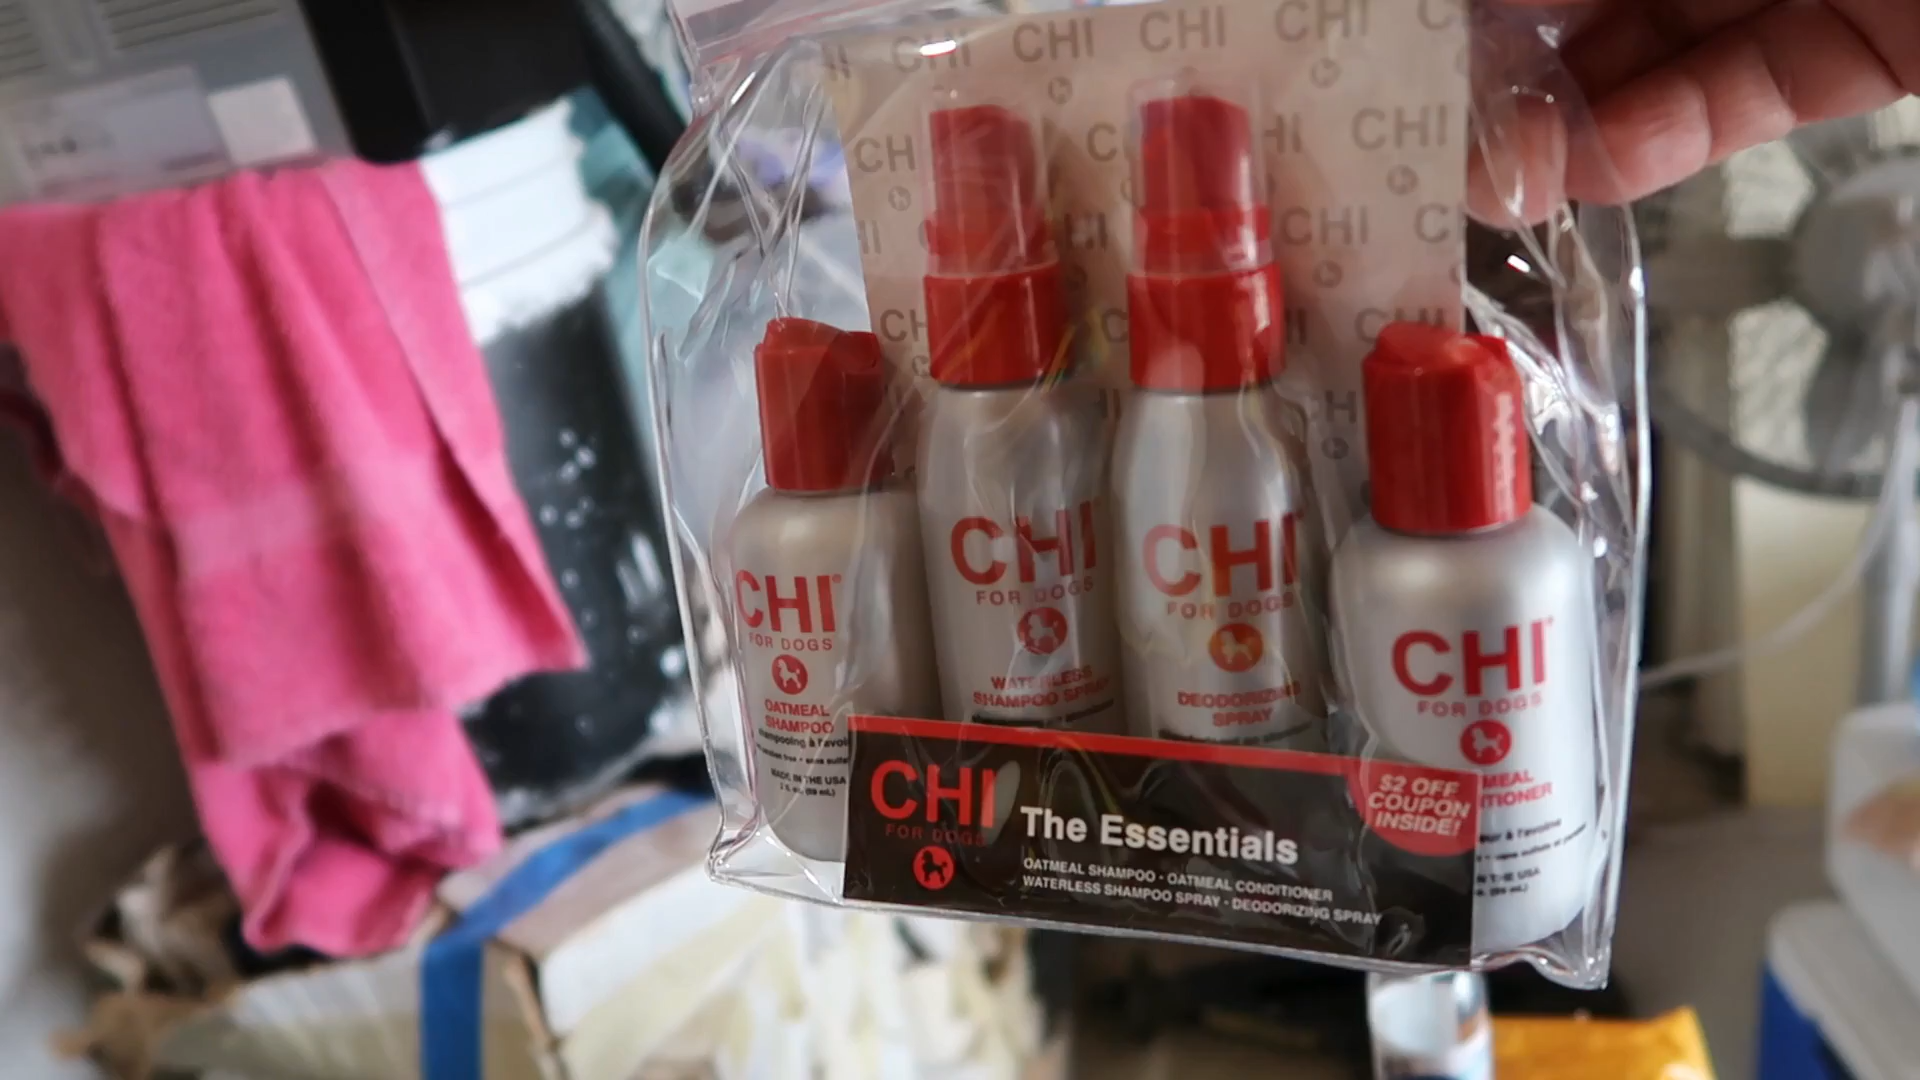 CHI CHI CHI CHI
CHI
CHI
CHI
FOR DOGS
OATMEAL
SHAMPOO
MADE IN THE USA
CHI
FOR DOGS
WATERLESS
SHAMPOO SPRAY
CHI
FOR DOGS
DEODORIZING
SPRAY
CHI
FOR DOGS
CHI
FOR DOGS
The Essentials
OATMEAL SHAMPOO · OATMEAL CONDITIONER
WATERLESS SHAMPOO SPRAY · DEODORIZING SPRAY
$2 OFF
COUPON
INSIDE!